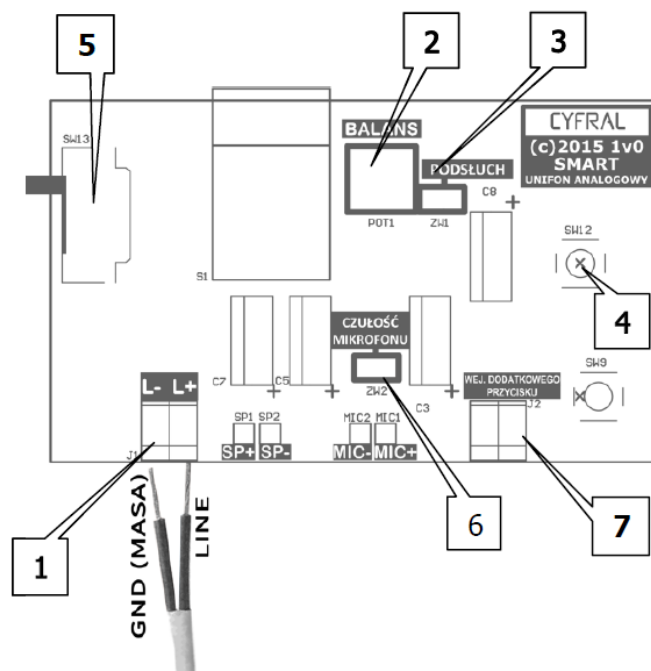 5
2
3
SW13
BALANS
CYFRAL
(c)2015 1v0
SMART
UNIFON ANALOGOWY
PODSŁUCH
C8
+
POT1
ZW1
SW12
S1
4
CZUŁOŚĆ
MIKROFONU
SW9
L- L+
C7
C5
ZW2
C3
WEJ. DODATKOWEGO
PRZYCISKU
J2
+
+
+
SP1 SP2
MIC2 MIC1
J1
SP+ SP-
MIC- MIC+
1
GND (MASA)
LINE
6
7